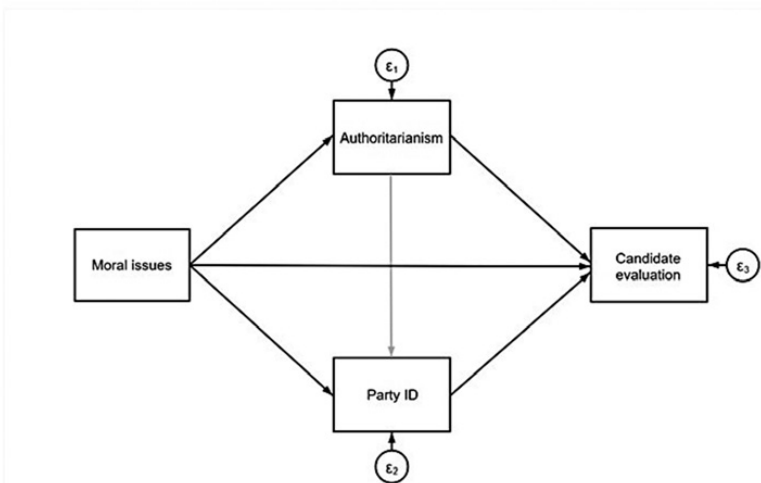 ε₁
Authoritarianism
Moral issues
Candidate
evaluation
ε₃
Party ID
ε₂